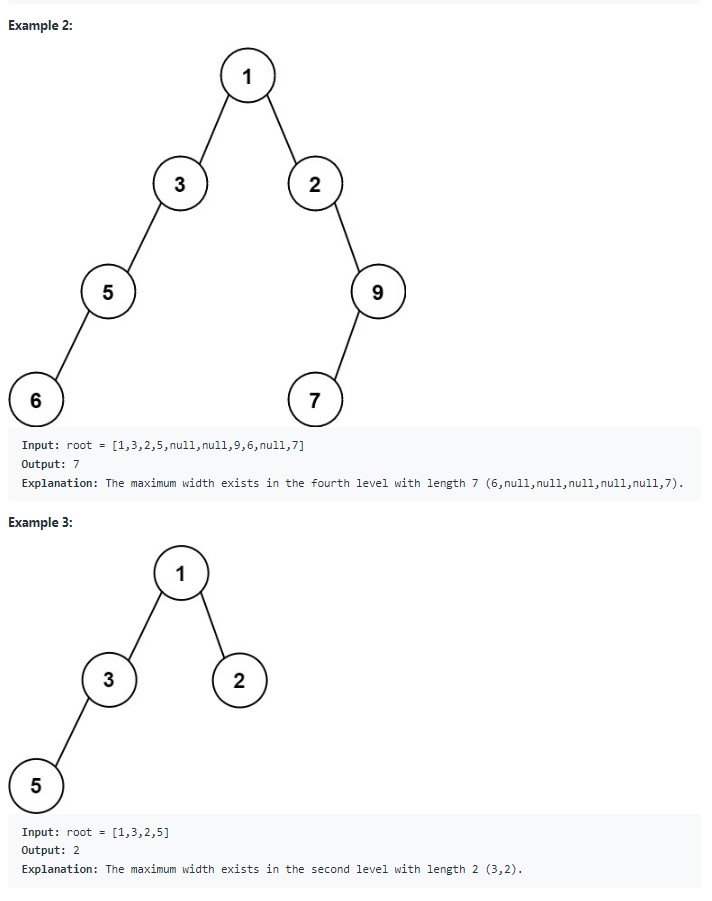 Example 2:
1
3
2
5
9
6
7
Input: root = [1,3,2,5,null,null,9,6,null,7]
Output: 7
Explanation: The maximum width exists in the fourth level with length 7 (6,null,null,null,null,null,7).
Example 3:
1
3
2
5
Input: root = [1,3,2,5]
Output: 2
Explanation: The maximum width exists in the second level with length 2 (3,2).